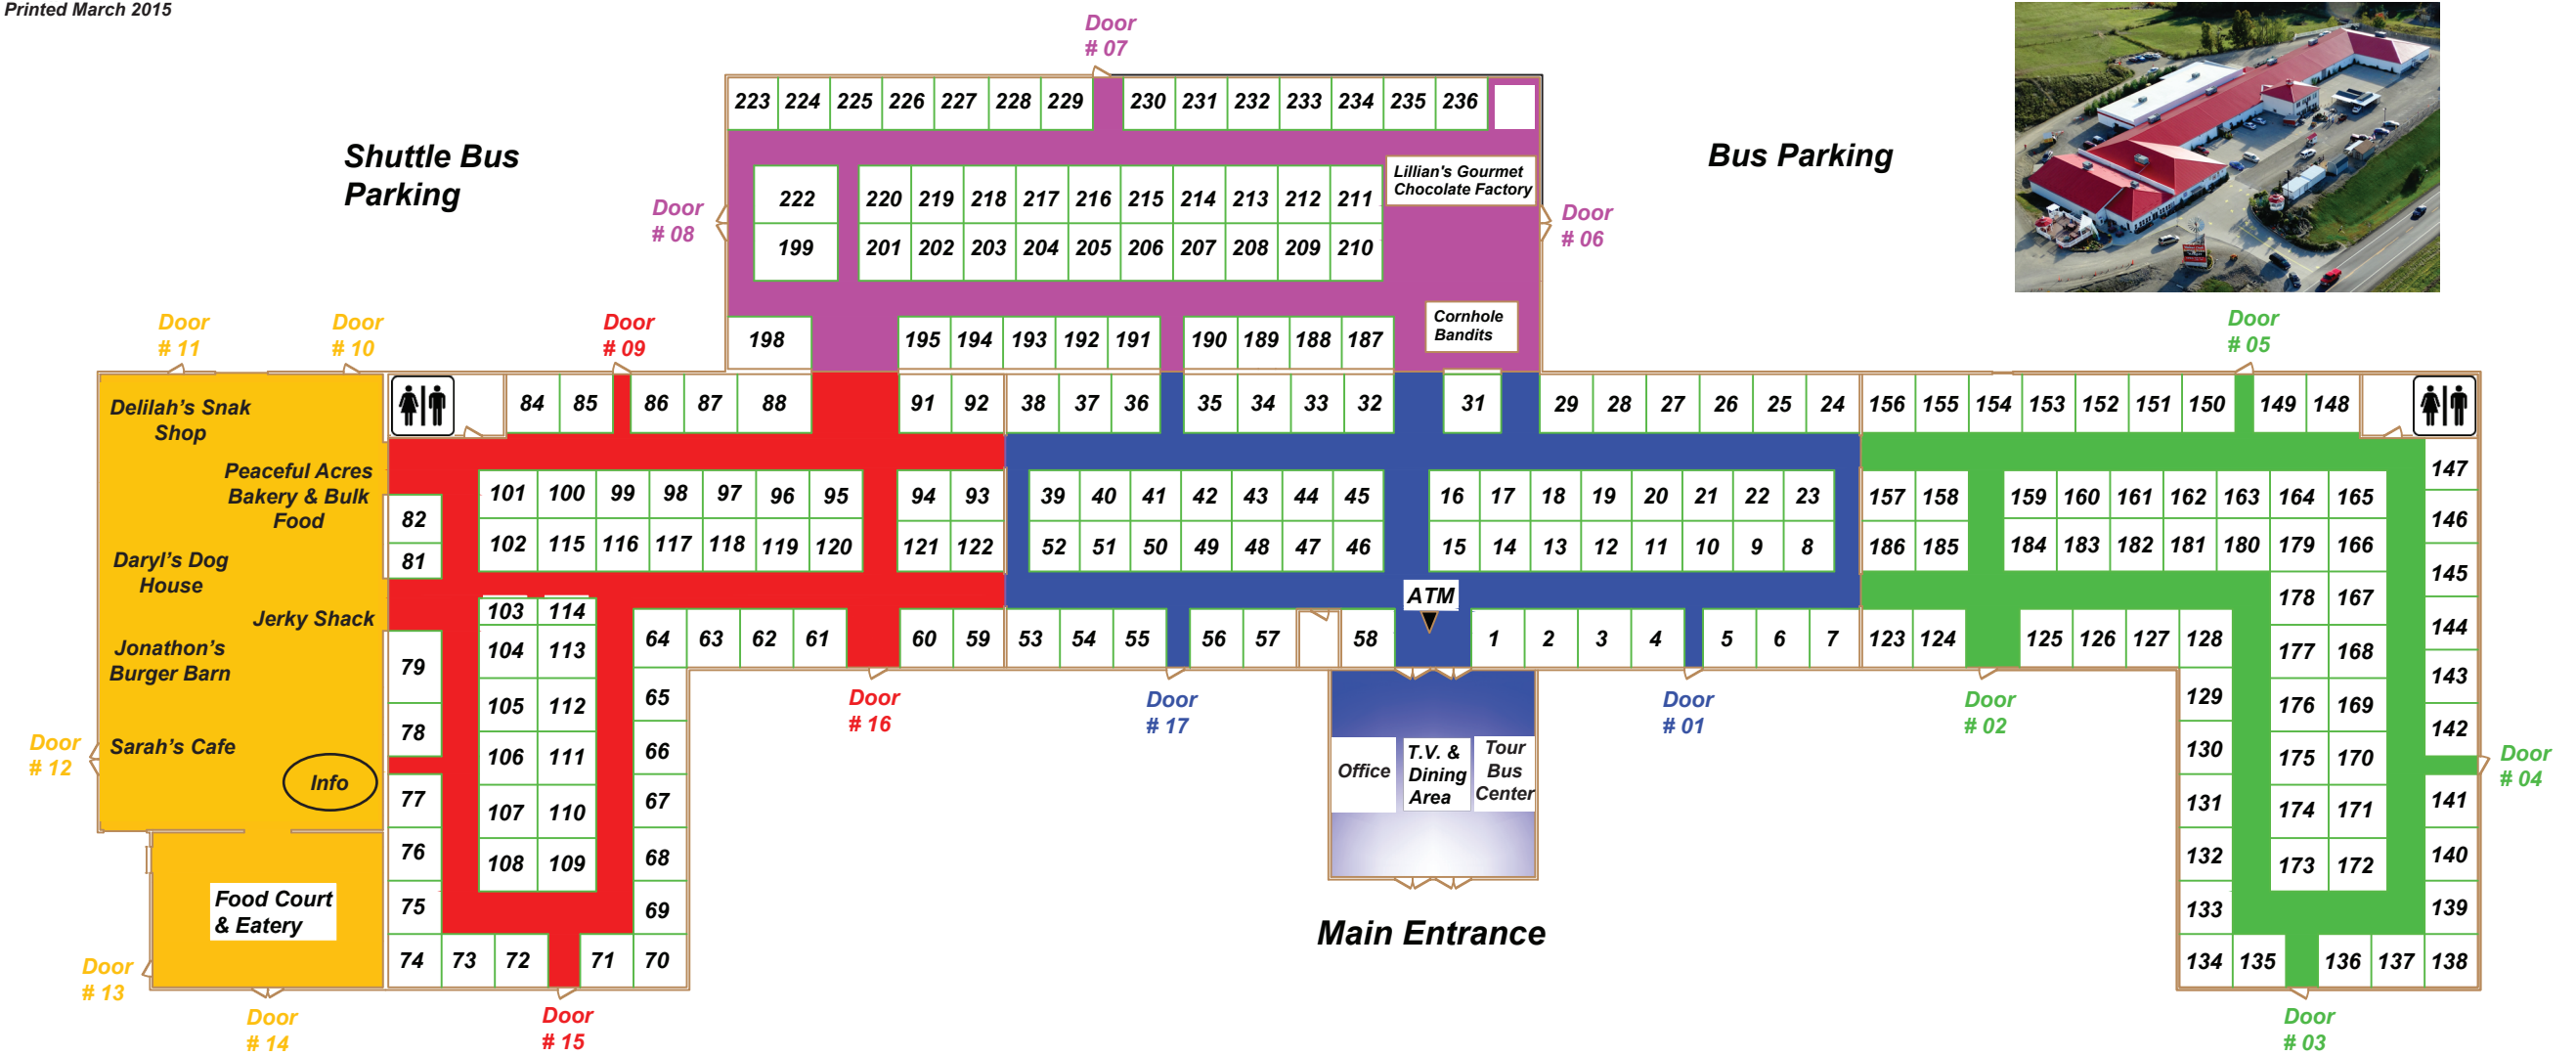 Printed March 2015
Door
# 07
223 224 225 226 227 228 229 230 231 232 233 234 235 236
Shuttle Bus
Parking
Bus Parking
Lillian's Gourmet
Chocolate Factory
222 220 219 218 217 216 215 214 213 212 211
Door
# 08
Door
# 06
199 201 202 203 204 205 206 207 208 209 210
Cornhole
Bandits
198 195 194 193 192 191 190 189 188 187
Door
# 11
Door
# 10
Door
# 09
Door
# 05
84 85 86 87 88 91 92 38 37 36 35 34 33 32 31 29 28 27 26 25 24 156 155 154 153 152 151 150 149 148
Delilah's Snak
Shop
Peaceful Acres
Bakery & Bulk
Food
Daryl's Dog
House
Jerky Shack
Jonathon's
Burger Barn
Sarah's Cafe
Info
Food Court
& Eatery
Door
# 12
Door
# 13
Door
# 14
82
81
79
78
77
76
75
74 73 72 71 70
101 100 99 98 97 96 95 94 93 39 40 41 42 43 44 45 16 17 18 19 20 21 22 23 157 158 159 160 161 162 163 164 165
102 115 116 117 118 119 120 121 122 52 51 50 49 48 47 46 15 14 13 12 11 10 9 8 186 185 184 183 182 181 180 179 166
103 114
104 113
105 112
106 111
107 110
108 109
64 63 62 61 60 59 53 54 55 56 57 58
ATM
1 2 3 4 5 6 7 123 124 125 126 127 128
65
66
67
68
69
Door
# 15
Door
# 16
Door
# 17
Door
# 01
Door
# 02
Office
T.V. &
Dining
Area
Tour
Bus
Center
Main Entrance
129
130
131
132
133
134 135 136 137 138
178 167
177 168
176 169
175 170
174 171
173 172
147
146
145
144
143
142
141
140
139
Door
# 04
Door
# 03